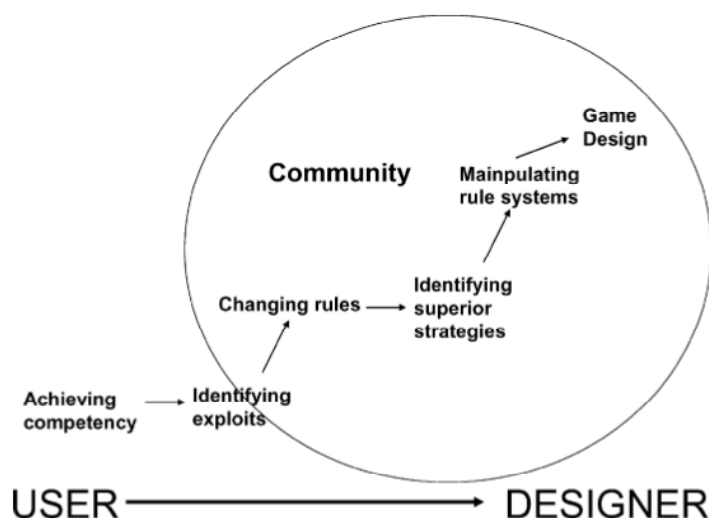 Game
Design
Community
Mainpulating
rule systems
Identifying
superior
strategies
Changing rules
Achieving
competency
Identifying
exploits
USER
DESIGNER